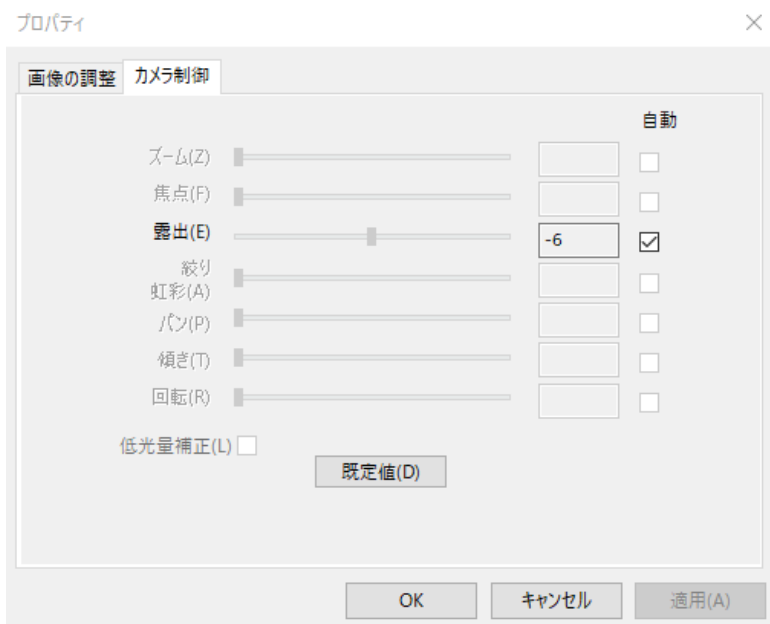 プロパティ
画像の調整 カメラ制御
自動
ズーム(Z)
焦点(F)
露出(E) -6
絞り
虹彩(A)
パン(P)
傾き(T)
回転(R)
低光量補正(L)
既定値(D)
OK キャンセル 適用(A)